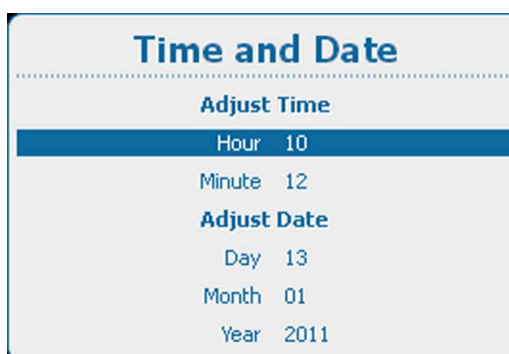 Time and Date
Adjust Time
Hour 10
Minute 12
Adjust Date
Day 13
Month 01
Year 2011